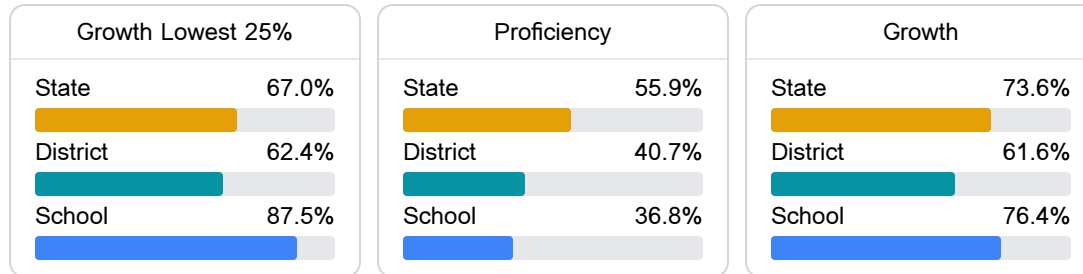 Growth Lowest 25%
State 67.0%
District 62.4%
School 87.5%
Proficiency
State 55.9%
District 40.7%
School 36.8%
Growth
State 73.6%
District 61.6%
School 76.4%